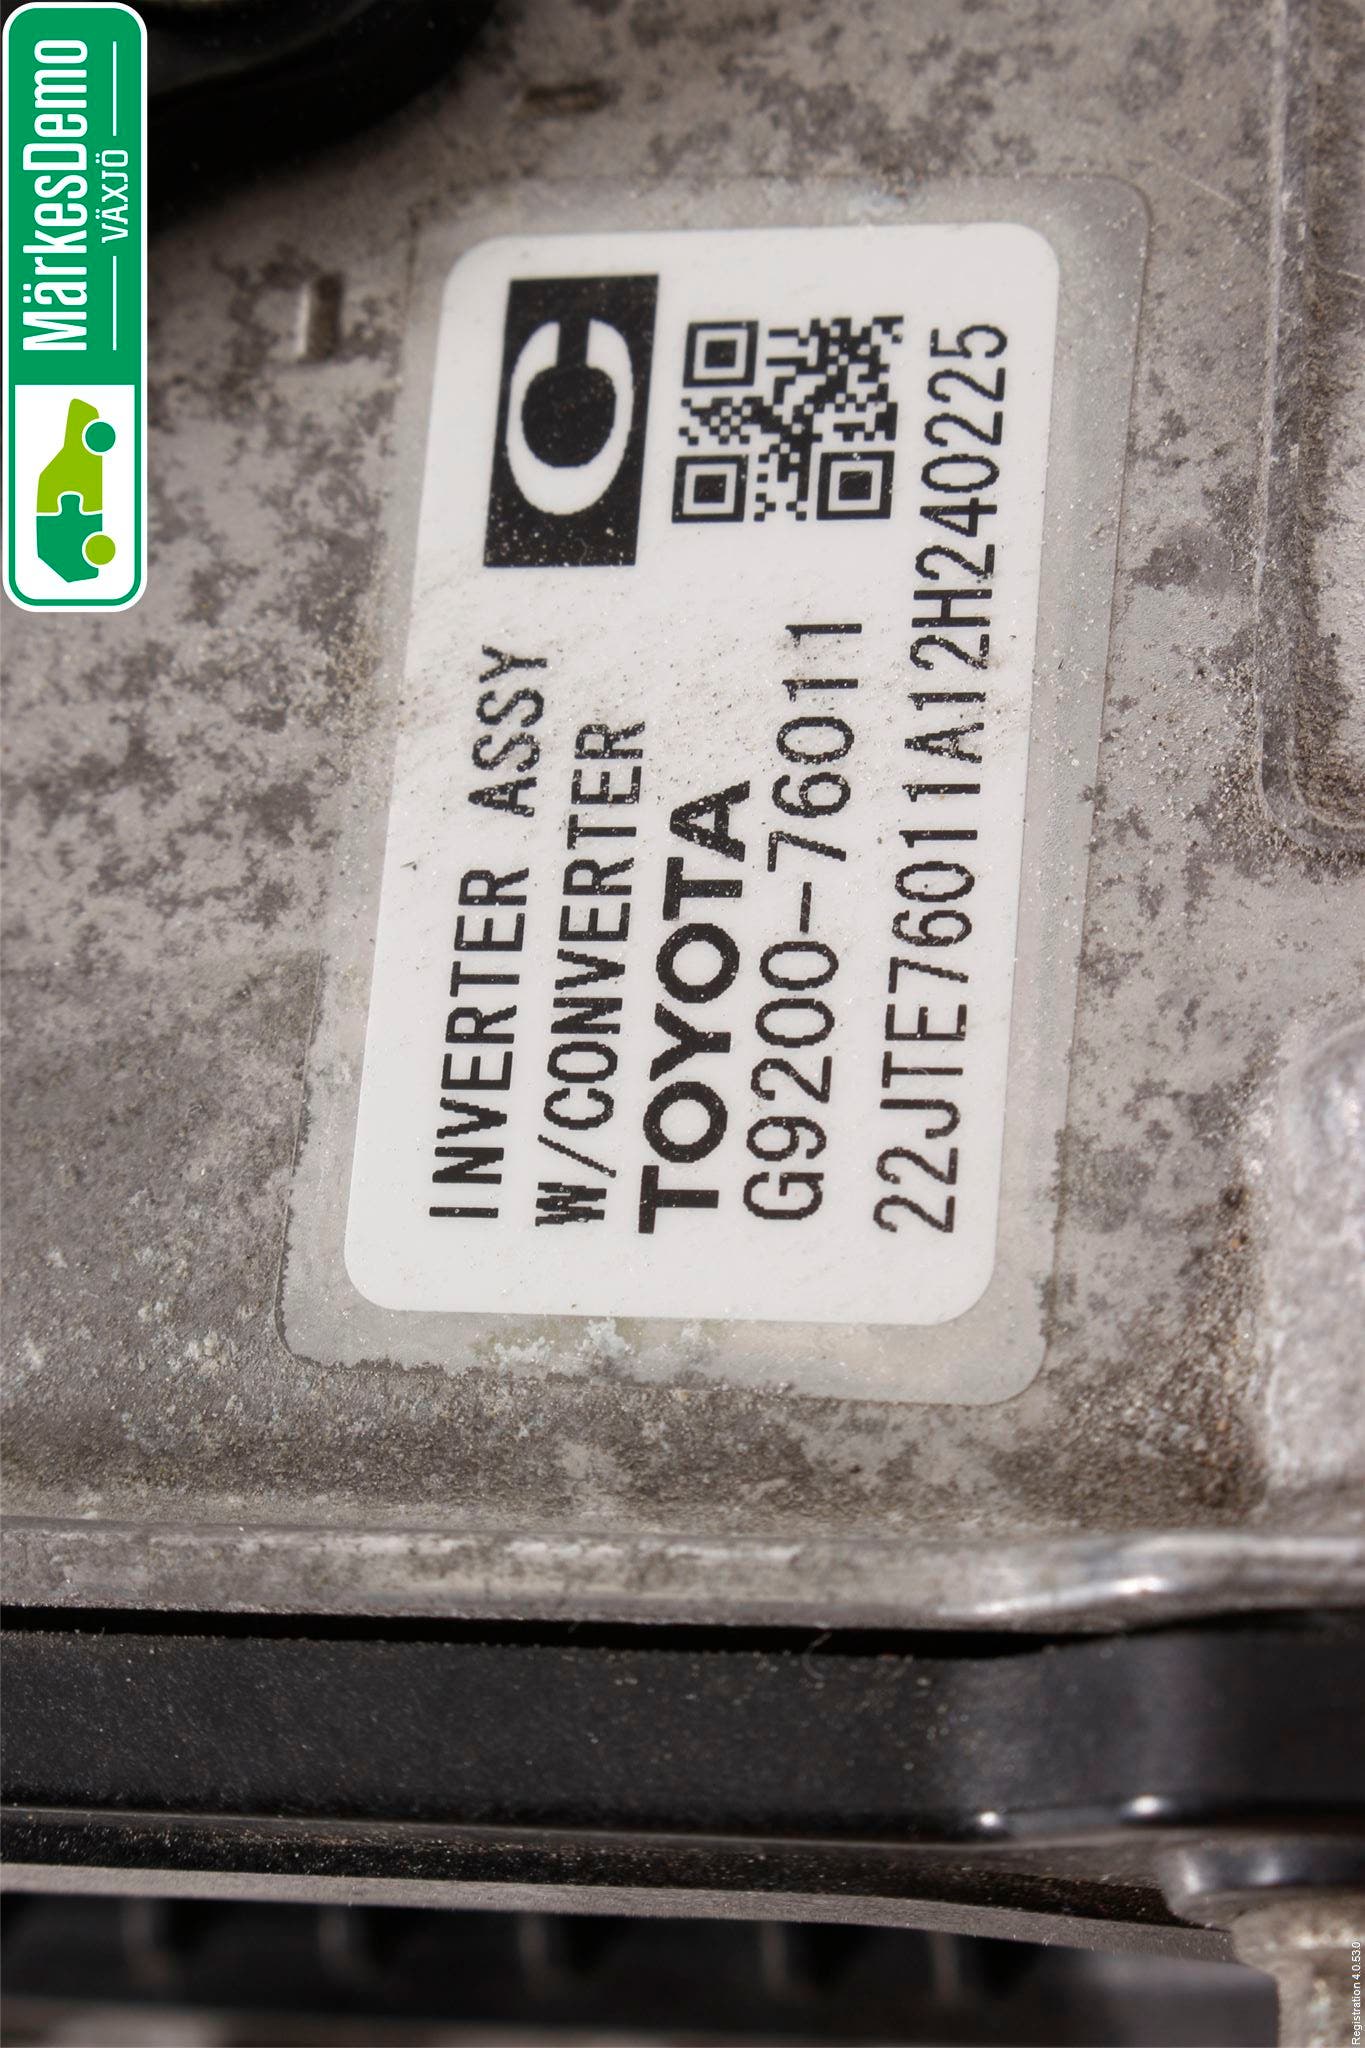 MärkesDemo
VÄXJÖ
INVERTER ASSY
W/CONVERTER
TOYOTA
G9200-76011
22JTE76011A12H240225
C
Registration 4.0.53.0